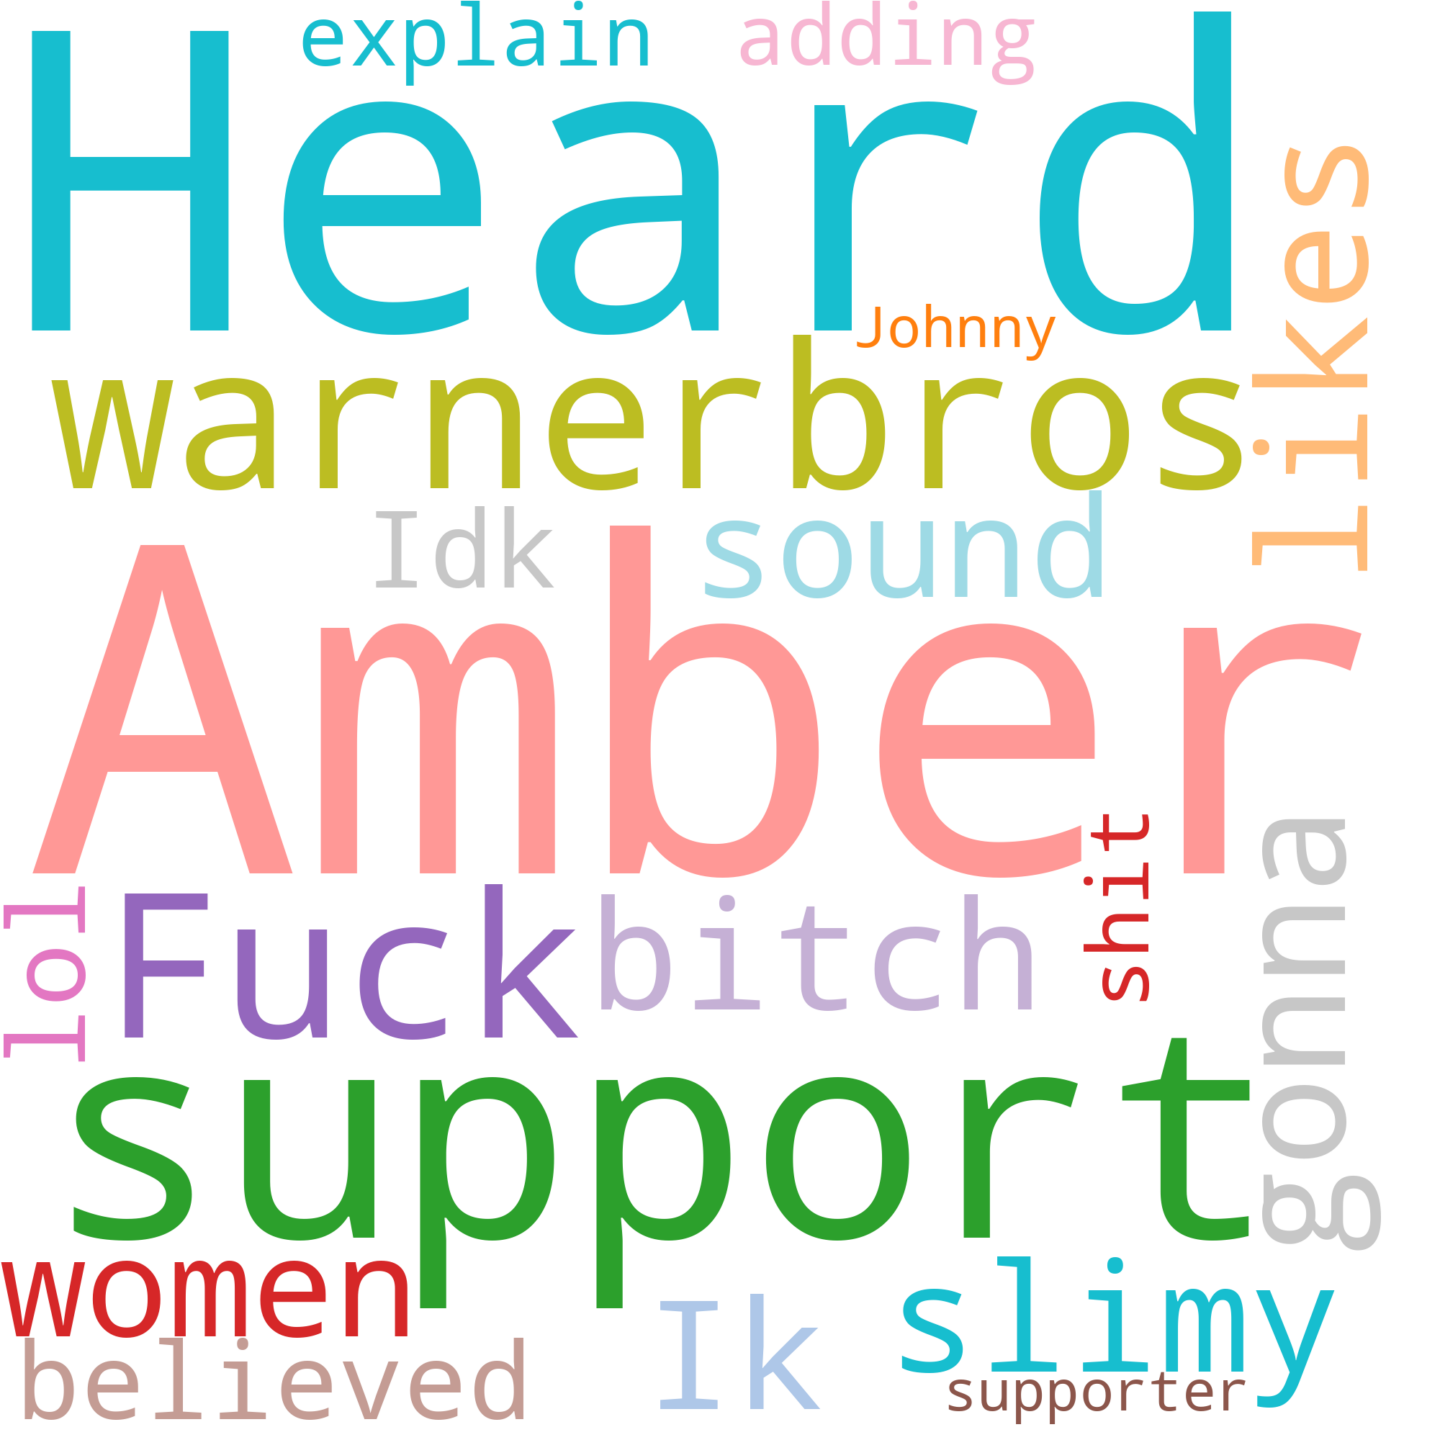 explain adding
Heard
likes
Johnny
warnerbros
Idk sound
Amber
shit
gonna
lol Fuck bitch
support
women
slimy
Ik
believed
supporter